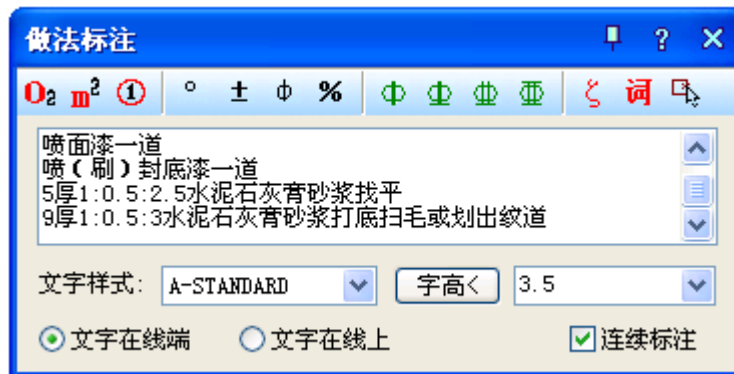 做法标注
?
O₂ m² ① ° ± ϕ % ζ 词
喷面漆一道
喷(刷)封底漆一道
5厚1:0.5:2.5水泥石灰膏砂浆找平
9厚1:0.5:3水泥石灰膏砂浆打底扫毛或划出纹道
文字样式: A-STANDARD 字高< 3.5
文字在线端 文字在线上 连续标注